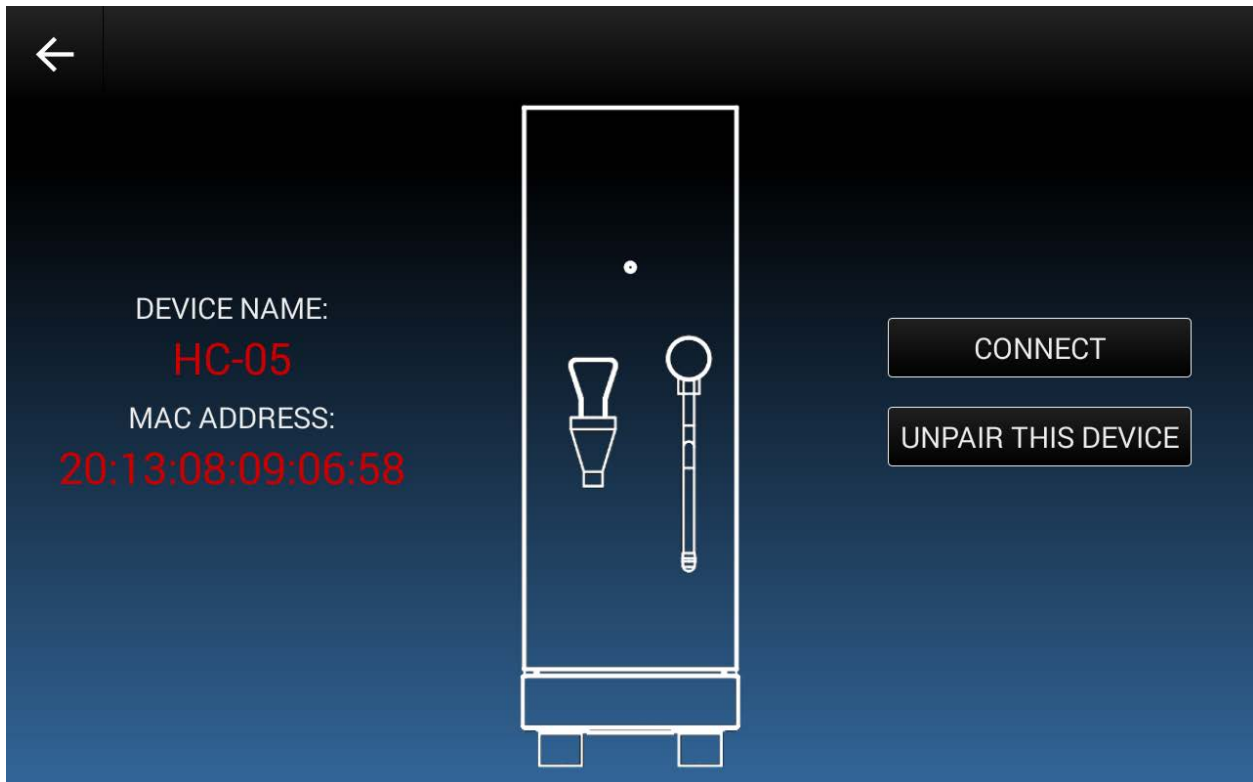 DEVICE NAME:
HC-05
MAC ADDRESS:
20:13:08:09:06:58
CONNECT
UNPAIR THIS DEVICE